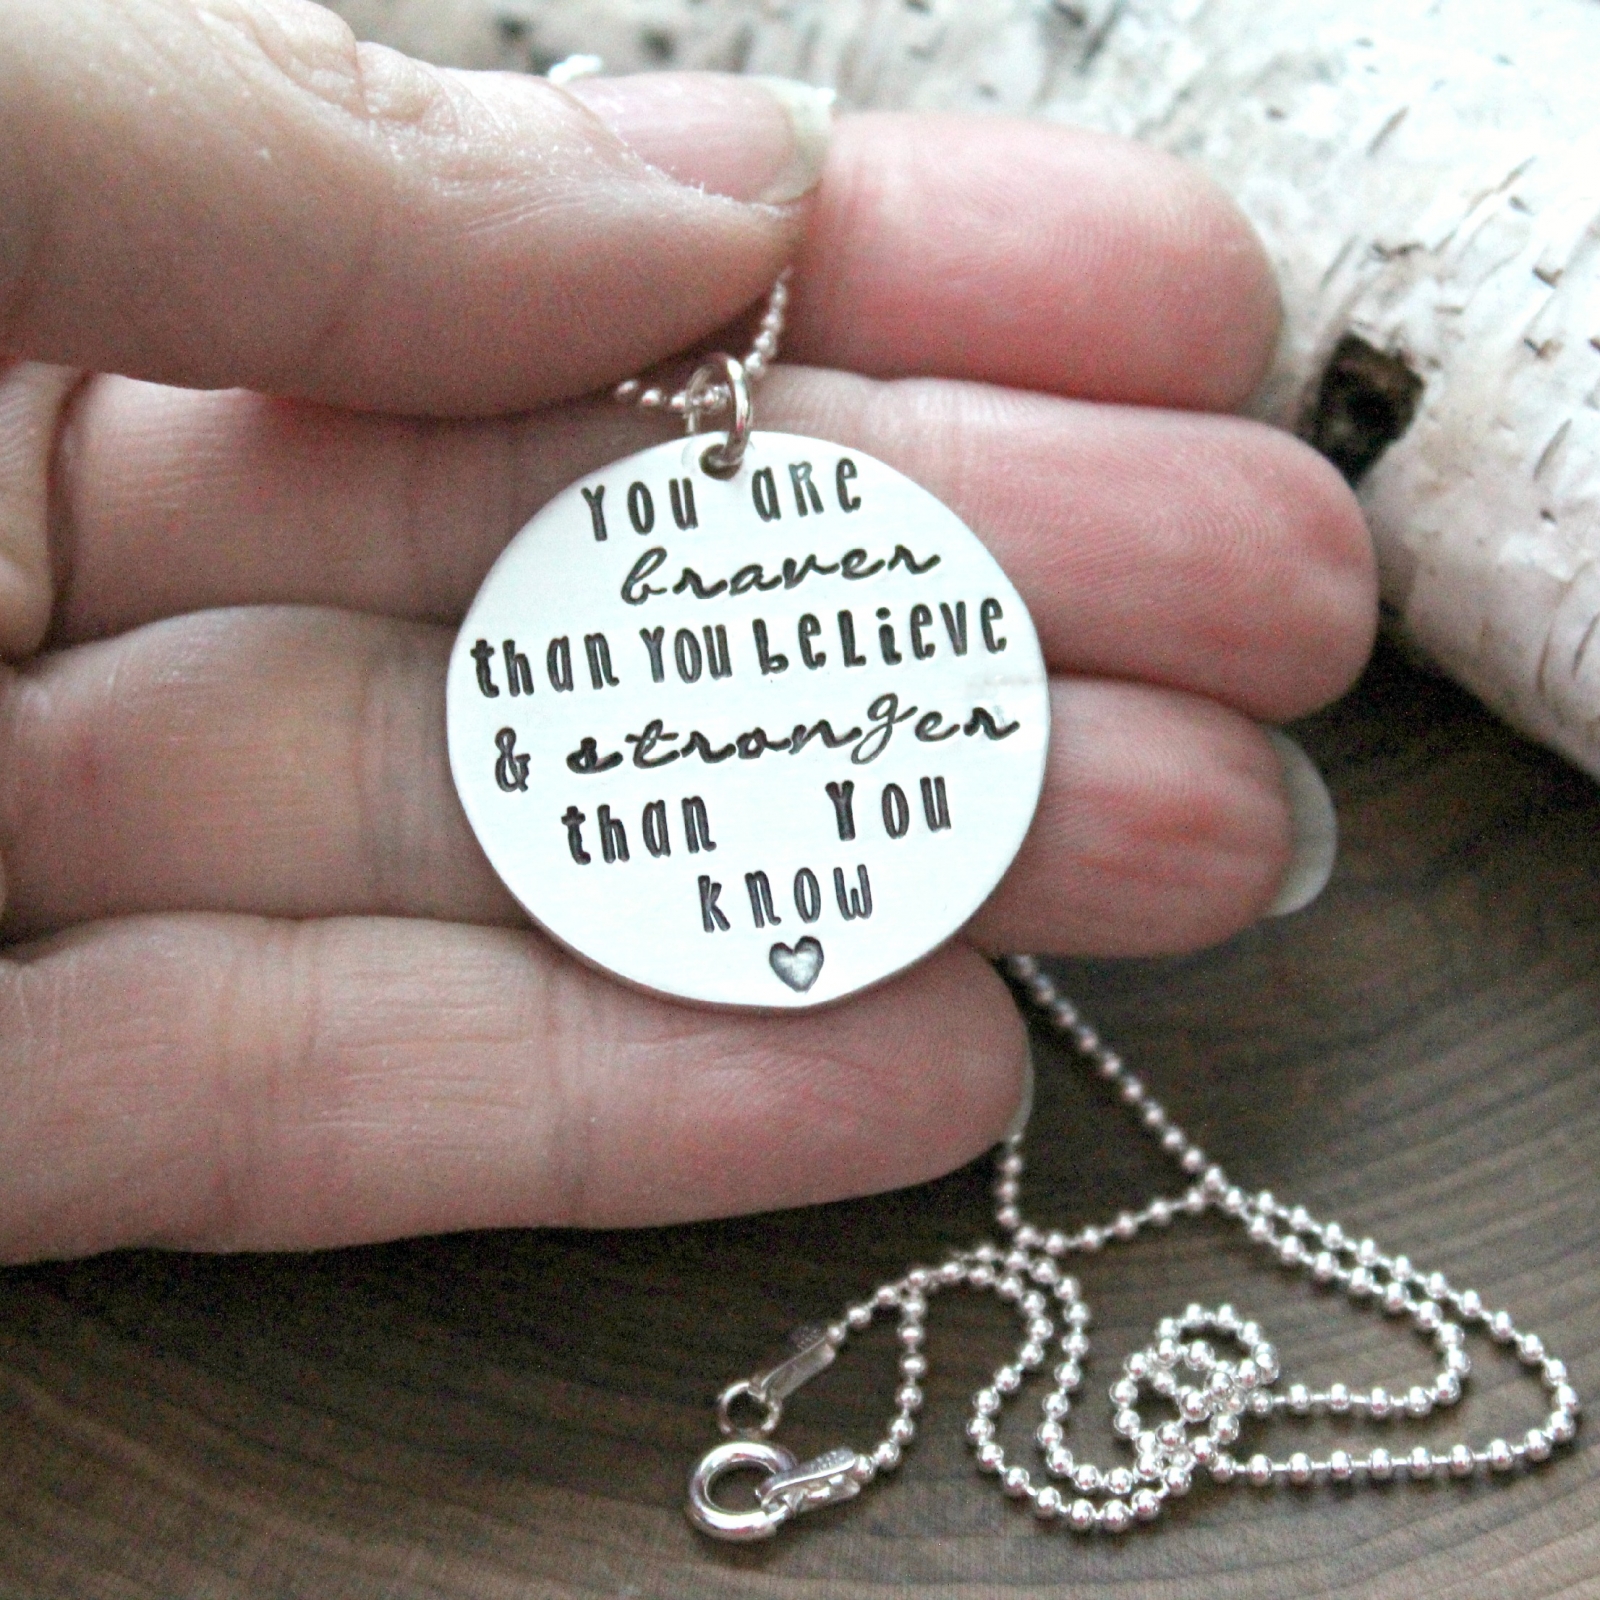 You are
braver
than you believe
& stronger
than you
know